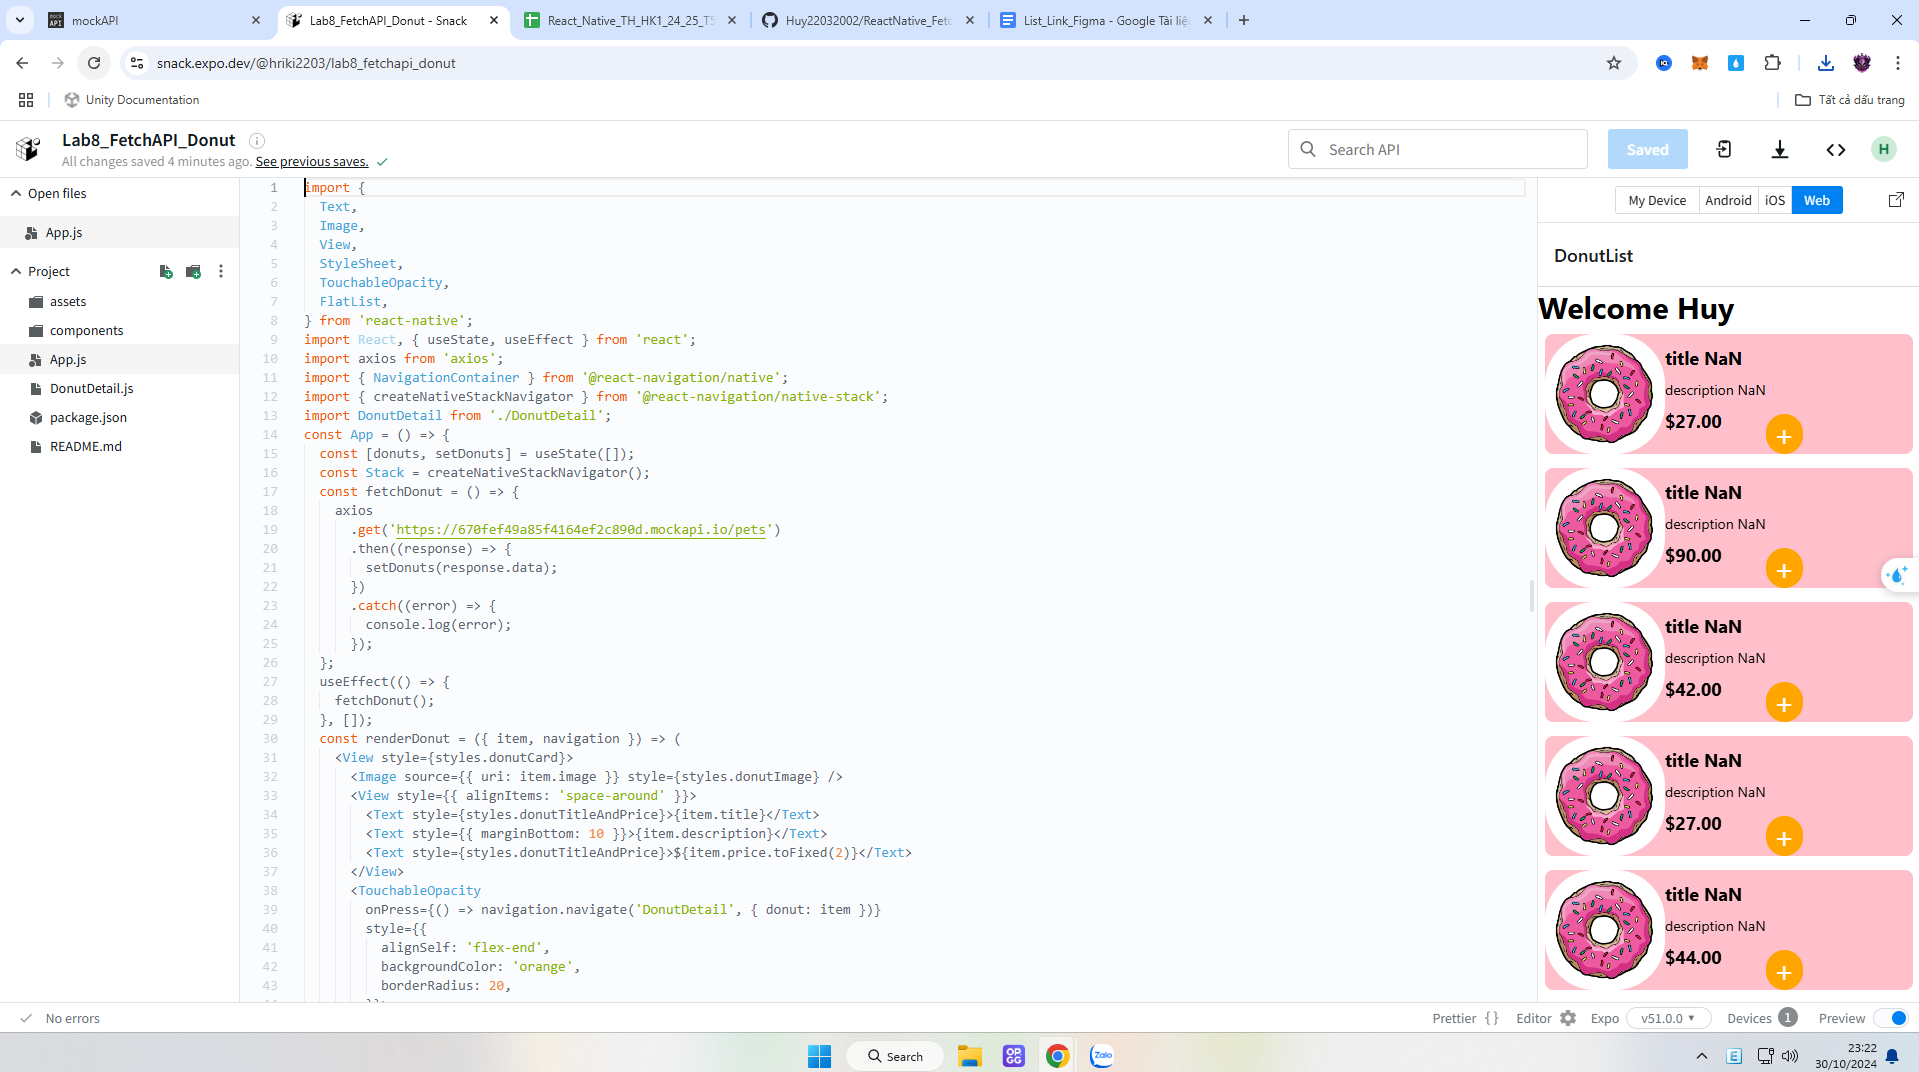 mockAPI
Lab8_FetchAPI_Donut - Snack
React_Native_TH_HK1_24_25_T5
Huy22032002/ReactNative_Fetc
List_Link_Figma - Google Tài liệu
snack.expo.dev/@hriki2203/lab8_fetchapi_donut
Unity Documentation
Tất cả dấu trang
Lab8_FetchAPI_Donut
All changes saved 4 minutes ago. See previous saves.
Search API
Saved
H
Open files
App.js
Project
assets
components
App.js
DonutDetail.js
package.json
README.md
1 import {
2 Text,
3 Image,
4 View,
5 StyleSheet,
6 TouchableOpacity,
7 FlatList,
8 } from 'react-native';
9 import React, { useState, useEffect } from 'react';
10 import axios from 'axios';
11 import { NavigationContainer } from '@react-navigation/native';
12 import { createNativeStackNavigator } from '@react-navigation/native-stack';
13 import DonutDetail from './DonutDetail';
14 const App = () => {
15 const [donuts, setDonuts] = useState([]);
16 const Stack = createNativeStackNavigator();
17 const fetchDonut = () => {
18 axios
19 .get('https://670fef49a85f4164ef2c890d.mockapi.io/pets')
20 .then((response) => {
21 setDonuts(response.data);
22 })
23 .catch((error) => {
24 console.log(error);
25 });
26 };
27 useEffect(() => {
28 fetchDonut();
29 }, []);
30 const renderDonut = ({ item, navigation }) => (
31 <View style={styles.donutCard}>
32 <Image source={{ uri: item.image }} style={styles.donutImage} />
33 <View style={{ alignItems: 'space-around' }}>
34 <Text style={styles.donutTitleAndPrice}>{item.title}</Text>
35 <Text style={{ marginBottom: 10 }}>{item.description}</Text>
36 <Text style={styles.donutTitleAndPrice}>${item.price.toFixed(2)}</Text>
37 </View>
38 <TouchableOpacity
39 onPress={() => navigation.navigate('DonutDetail', { donut: item })}
40 style={{
41 alignSelf: 'flex-end',
42 backgroundColor: 'orange',
43 borderRadius: 20,
My Device
Android
iOS
Web
DonutList
Welcome Huy
title NaN
description NaN
$27.00
+
title NaN
description NaN
$90.00
+
title NaN
description NaN
$42.00
+
title NaN
description NaN
$27.00
+
title NaN
description NaN
$44.00
+
No errors
Prettier { }
Editor
Expo
v51.0.0
Devices 1
Preview
Search
OP.GG
Zalo
E
23:22
30/10/2024